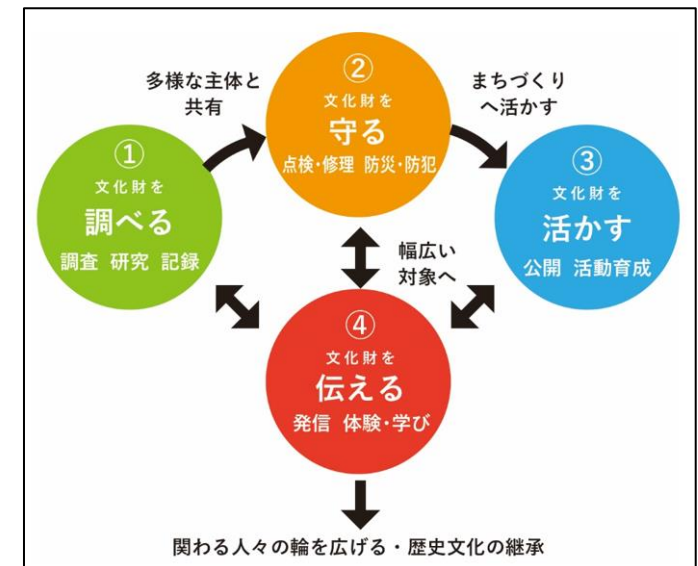 ①
文化財を
調べる
調査 研究 記録
多様な主体と
共有
②
文化財を
守る
点検・修理 防災・防犯
まちづくり
へ活かす
③
文化財を
活かす
公開 活動育成
幅広い
対象へ
④
文化財を
伝える
発信 体験・学び
関わる人々の輪を広げる・歴史文化の継承